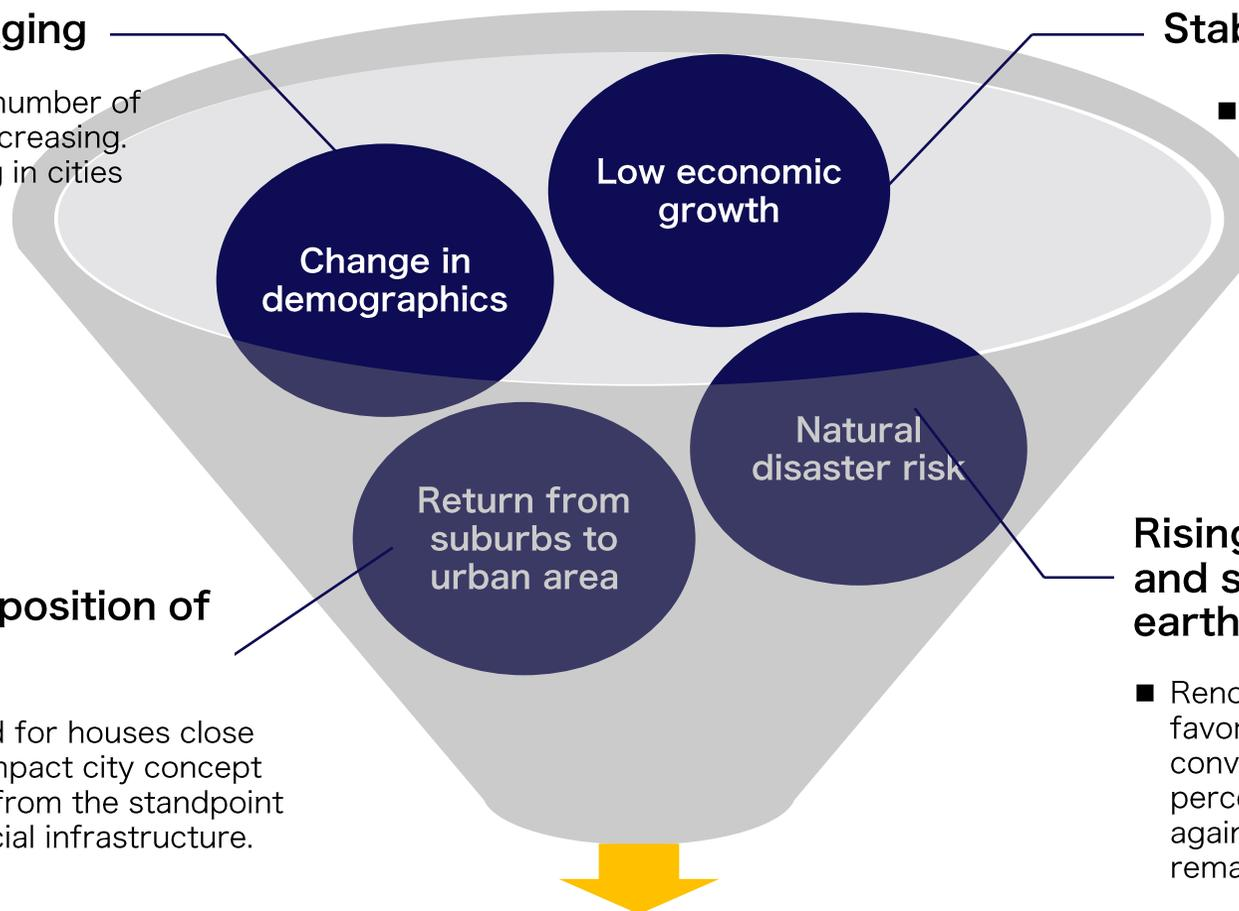 ging
number of
creasing.
in cities
Change in
demographics
Low economic
growth
Stab
Return from
suburbs to
urban area
Natural
disaster risk
position of
d for houses close
mpact city concept
from the standpoint
cial infrastructure.
Rising
and s
earth
■ Reno
favor
conv
perce
again
rema